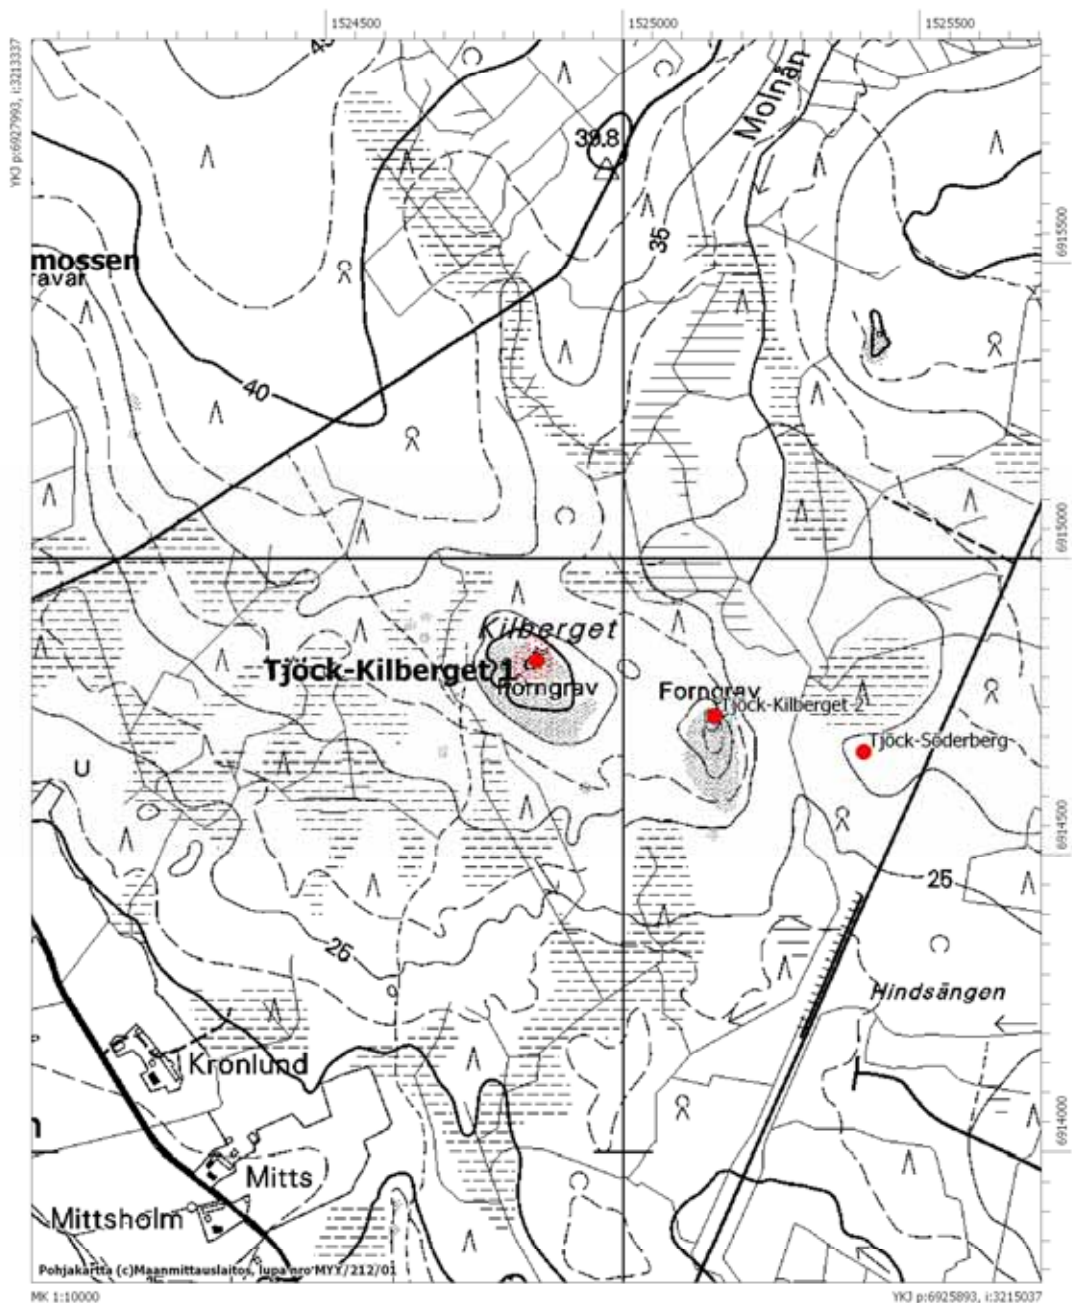 1524500
1525000
1525500
YKJ p:6927993, i:3213337
Molnån
39.8
35
6915500
mossen
40
6915000
Kilberget
Tjöck-Kilberget 1
Forngrav
Forngrav
Tjöck-Kilberget 2
Tjöck-Söderberg
U
6914500
25
25
Hindsängen
Kronlund
6914000
Mitts
Mittsholm
Pohjakartta (c)Maanmittauslaitos, lupa nro MYY/212/01
MK 1:10000
YKJ p:6925893, i:3215037